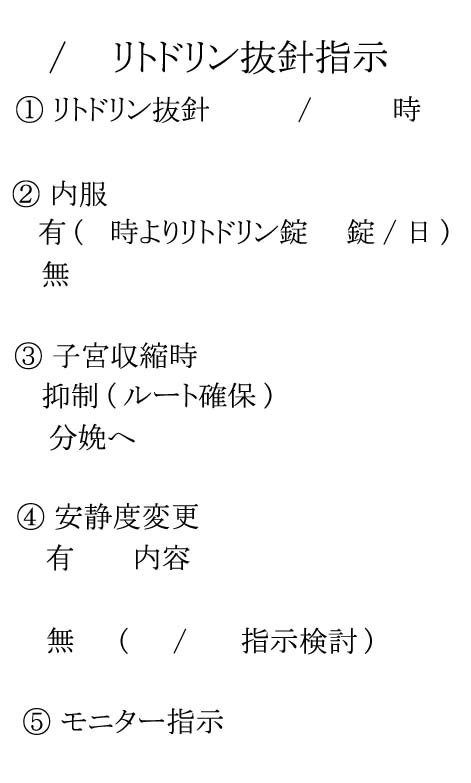 / リトドリン抜針指示
① リトドリン抜針 / 時
② 内服
有 ( 時よりリトドリン錠 錠 / 日 )
無
③ 子宮収縮時
抑制 ( ルート確保 )
分娩へ
④ 安静度変更
有 内容
無 ( / 指示検討 )
⑤ モニター指示